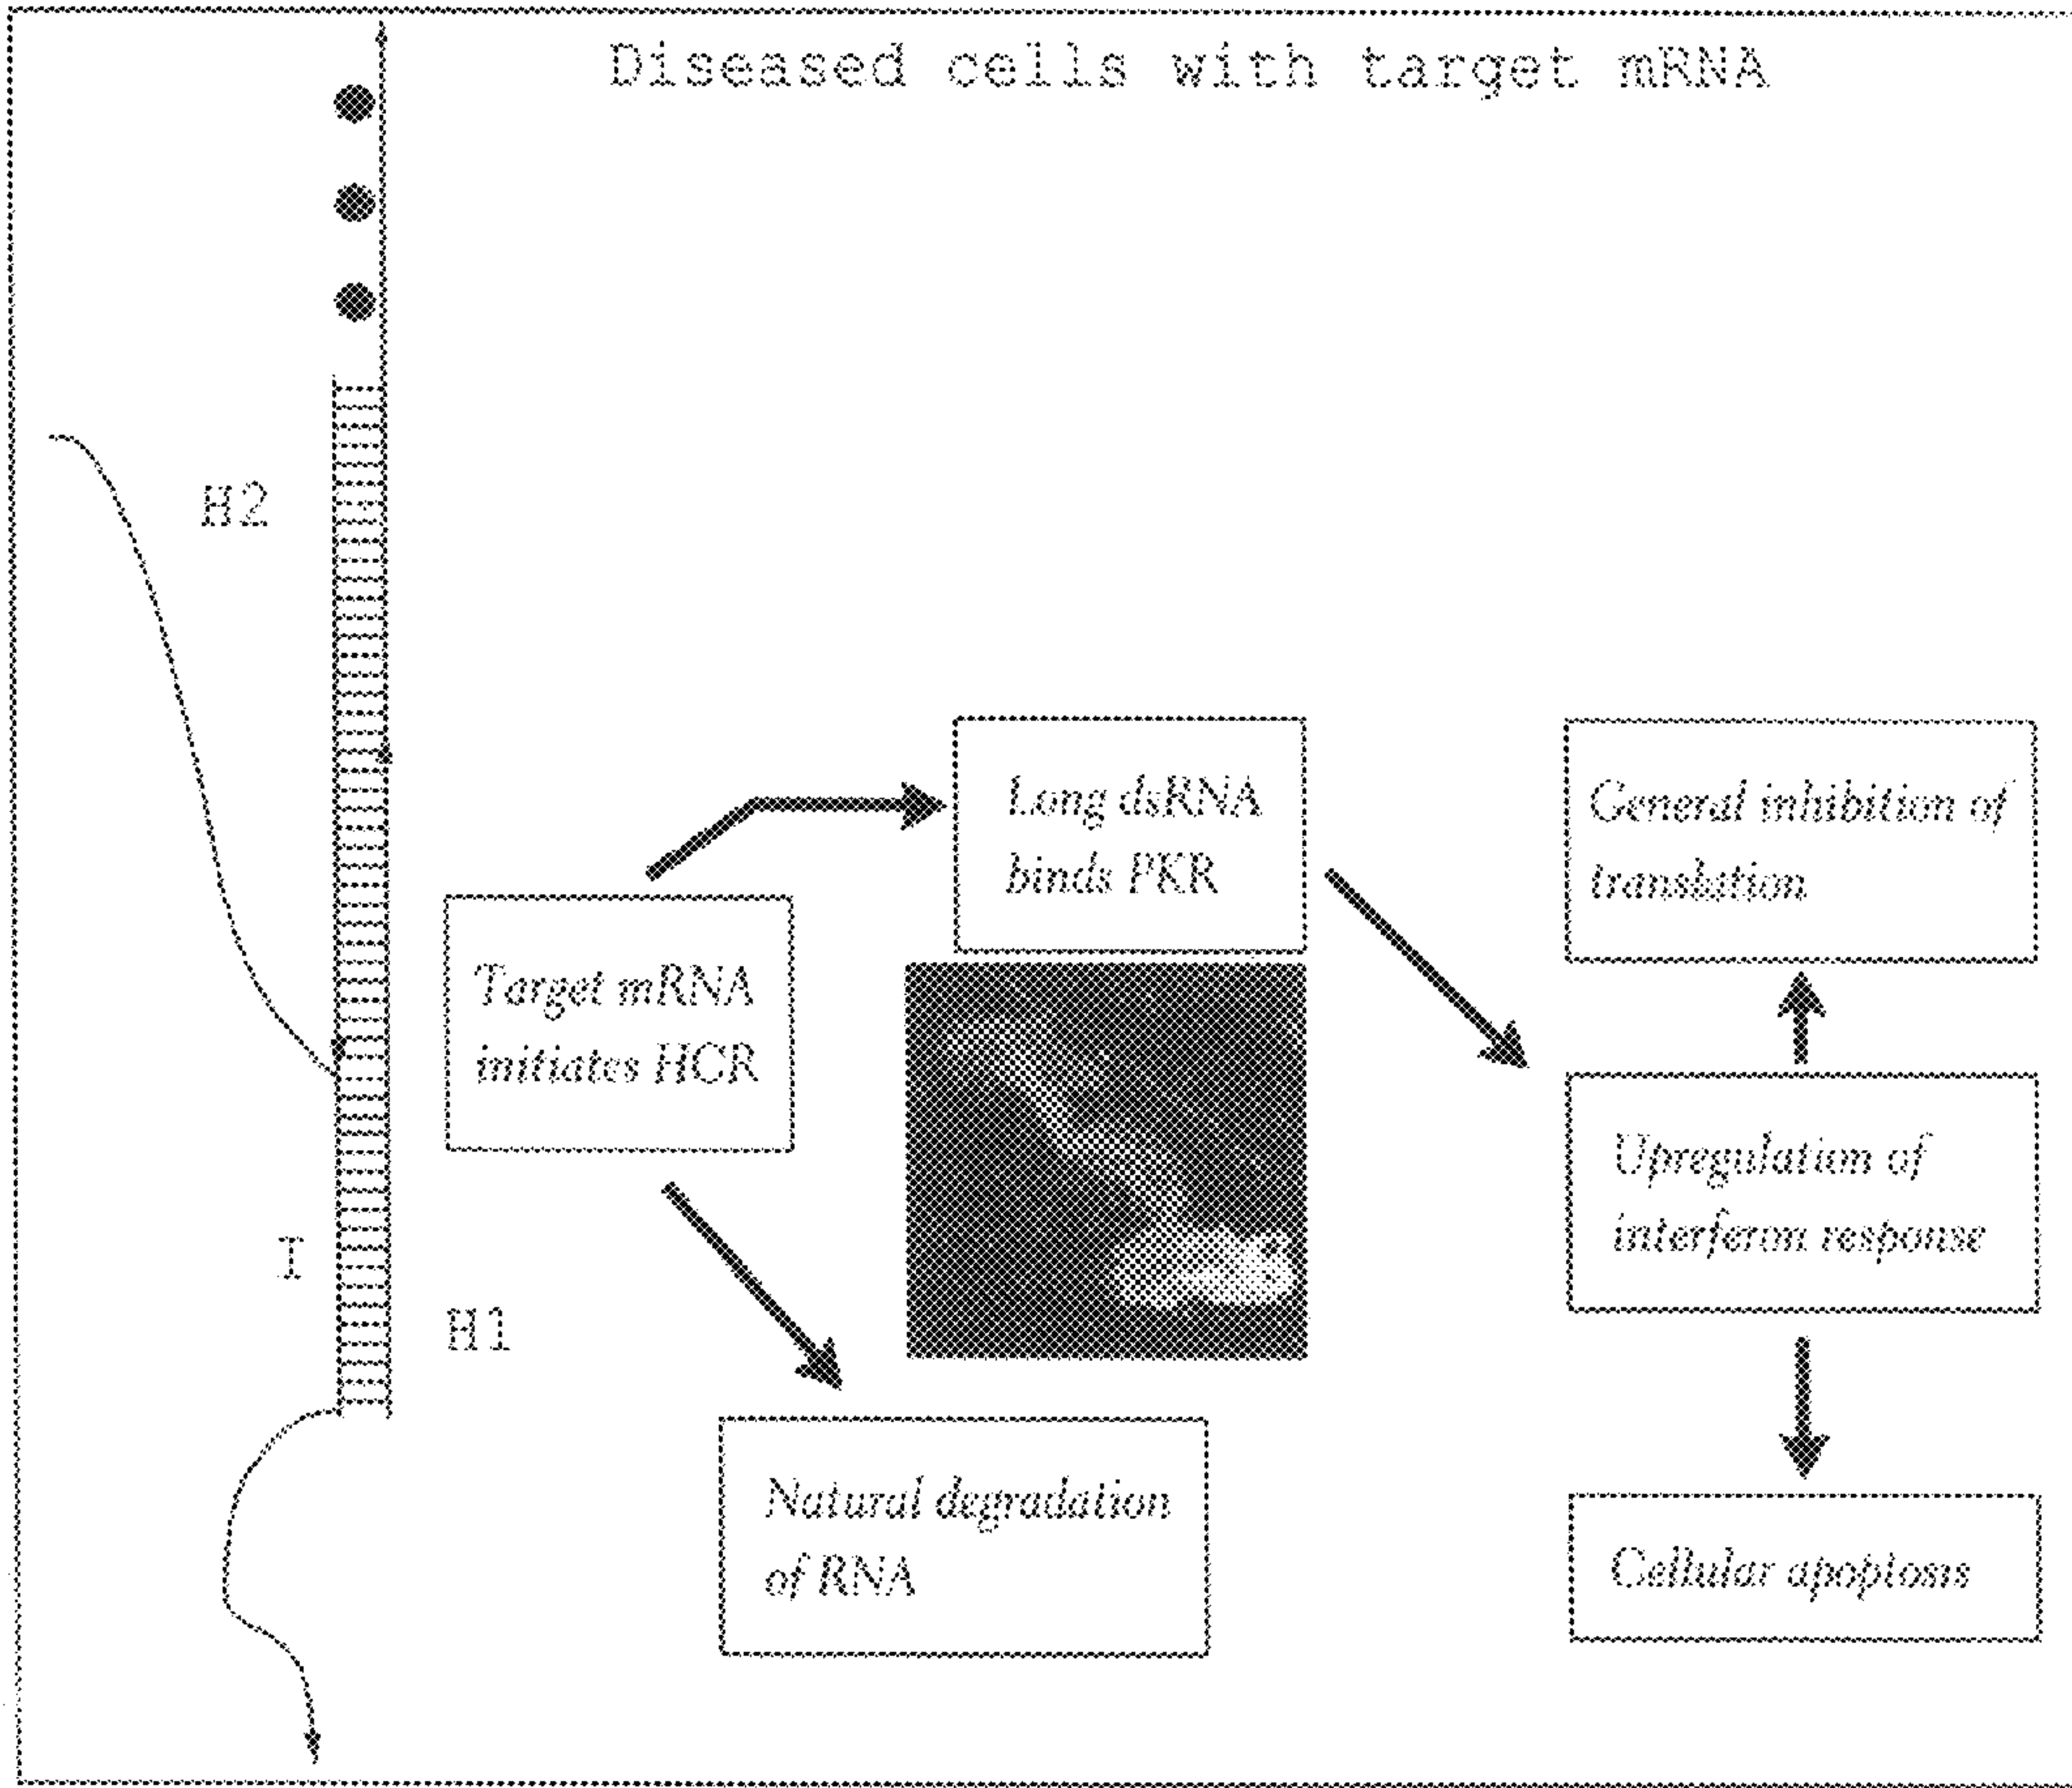 Diseased cells with target mRNA
H2
Long dsRNA
binds PKR
General inhibition of
translation
Target mRNA
initiates HCR
Upregulation of
interferon response
I
H1
Natural degradation
of RNA
Cellular apoptosis